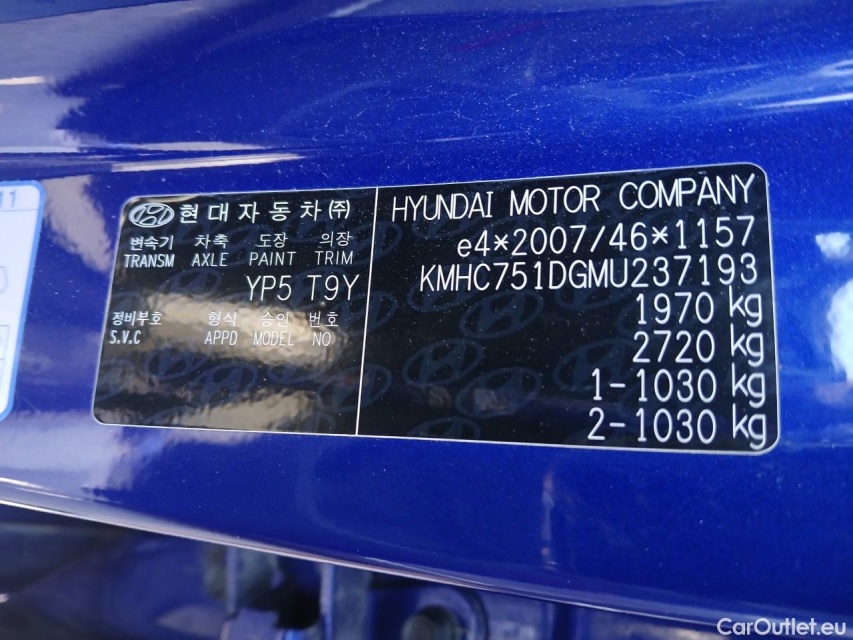 11
현대자동차㈜
변속기 차축 도장 의장
TRANSM AXLE PAINT TRIM
YP5 T9Y
정비부호 형식 승인 번호
S.V.C APPD MODEL NO
HYUNDAI MOTOR COMPANY
e4*2007/46*1157
KMHC751DGMU237193
1970 kg
2720 kg
1-1030 kg
2-1030 kg
CarOutlet.eu